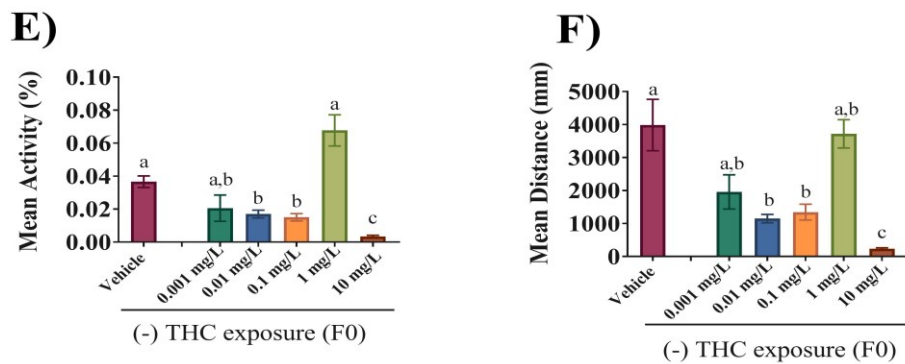 E)
Mean Activity (%)
0.10
0.08
0.06
0.04
0.02
0.00
a
a,b
b
b
a
c
Vehicle
0.001 mg/L
0.01 mg/L
0.1 mg/L
1 mg/L
10 mg/L
(-) THC exposure (F0)
F)
Mean Distance (mm)
5000
4000
3000
2000
1000
0
a
a,b
b
b
a,b
c
Vehicle
0.001 mg/L
0.01 mg/L
0.1 mg/L
1 mg/L
10 mg/L
(-) THC exposure (F0)